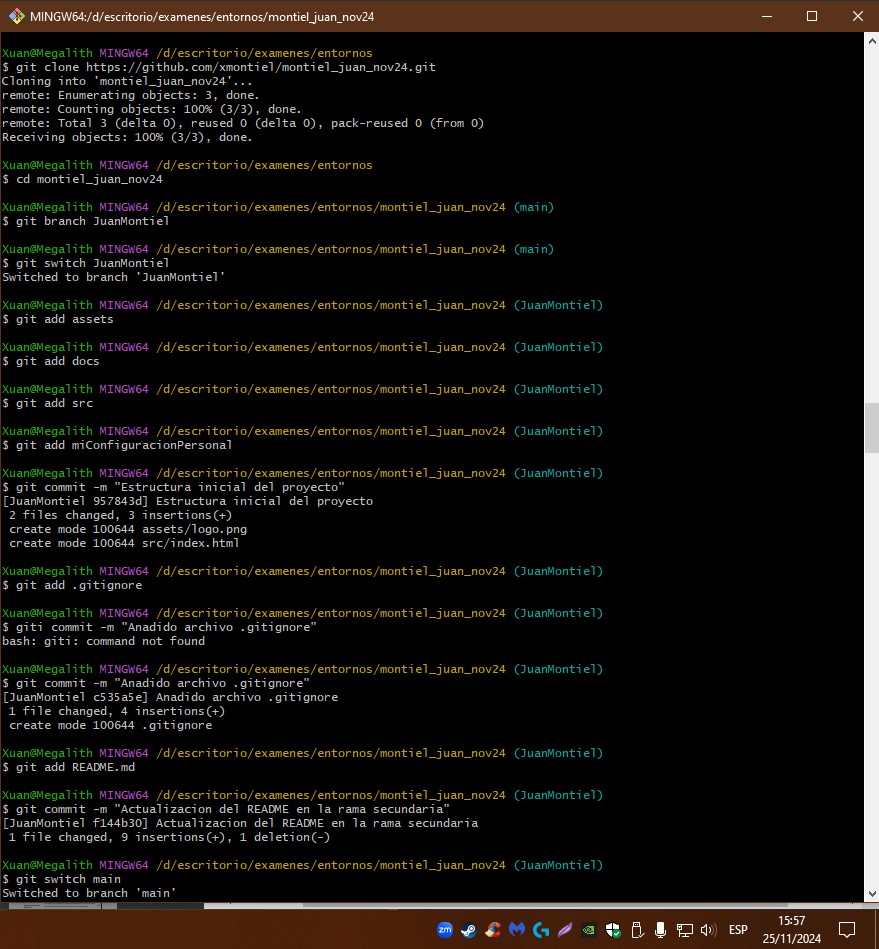 MINGW64:/d/escritorio/examenes/entornos/montiel_juan_nov24
Xuan@Megalith MINGW64 /d/escritorio/examenes/entornos
$ git clone https://github.com/xmontiel/montiel_juan_nov24.git
Cloning into 'montiel_juan_nov24'...
remote: Enumerating objects: 3, done.
remote: Counting objects: 100% (3/3), done.
remote: Total 3 (delta 0), reused 0 (delta 0), pack-reused 0 (from 0)
Receiving objects: 100% (3/3), done.
Xuan@Megalith MINGW64 /d/escritorio/examenes/entornos
$ cd montiel_juan_nov24
Xuan@Megalith MINGW64 /d/escritorio/examenes/entornos/montiel_juan_nov24 (main)
$ git branch JuanMontiel
Xuan@Megalith MINGW64 /d/escritorio/examenes/entornos/montiel_juan_nov24 (main)
$ git switch JuanMontiel
Switched to branch 'JuanMontiel'
Xuan@Megalith MINGW64 /d/escritorio/examenes/entornos/montiel_juan_nov24 (JuanMontiel)
$ git add assets
Xuan@Megalith MINGW64 /d/escritorio/examenes/entornos/montiel_juan_nov24 (JuanMontiel)
$ git add docs
Xuan@Megalith MINGW64 /d/escritorio/examenes/entornos/montiel_juan_nov24 (JuanMontiel)
$ git add src
Xuan@Megalith MINGW64 /d/escritorio/examenes/entornos/montiel_juan_nov24 (JuanMontiel)
$ git add miConfiguracionPersonal
Xuan@Megalith MINGW64 /d/escritorio/examenes/entornos/montiel_juan_nov24 (JuanMontiel)
$ git commit -m "Estructura inicial del proyecto"
[JuanMontiel 957843d] Estructura inicial del proyecto
2 files changed, 3 insertions(+)
create mode 100644 assets/logo.png
create mode 100644 src/index.html
Xuan@Megalith MINGW64 /d/escritorio/examenes/entornos/montiel_juan_nov24 (JuanMontiel)
$ git add .gitignore
Xuan@Megalith MINGW64 /d/escritorio/examenes/entornos/montiel_juan_nov24 (JuanMontiel)
$ giti commit -m "Anadido archivo .gitignore"
bash: giti: command not found
Xuan@Megalith MINGW64 /d/escritorio/examenes/entornos/montiel_juan_nov24 (JuanMontiel)
$ git commit -m "Anadido archivo .gitignore"
[JuanMontiel c535a5e] Anadido archivo .gitignore
1 file changed, 4 insertions(+)
create mode 100644 .gitignore
Xuan@Megalith MINGW64 /d/escritorio/examenes/entornos/montiel_juan_nov24 (JuanMontiel)
$ git add README.md
Xuan@Megalith MINGW64 /d/escritorio/examenes/entornos/montiel_juan_nov24 (JuanMontiel)
$ git commit -m "Actualizacion del README en la rama secundaria"
[JuanMontiel f144b30] Actualizacion del README en la rama secundaria
1 file changed, 9 insertions(+), 1 deletion(-)
Xuan@Megalith MINGW64 /d/escritorio/examenes/entornos/montiel_juan_nov24 (JuanMontiel)
$ git switch main
Switched to branch 'main'
zm
ESP
15:57
25/11/2024